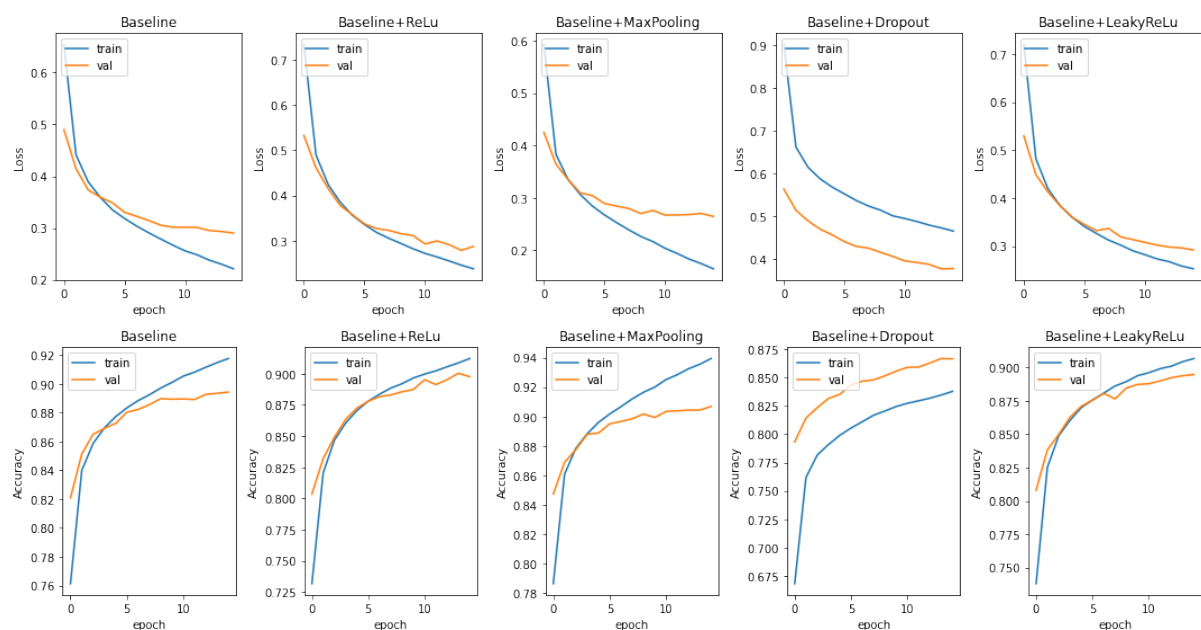 Baseline
Baseline+ReLu
Baseline+MaxPooling
Baseline+Dropout
Baseline+LeakyReLu
train
val
0.6
0.5
0.4
0.3
0.2
Loss
0 5 10
epoch
train
val
0.7
0.6
0.5
0.4
0.3
Loss
0 5 10
epoch
train
val
0.6
0.5
0.4
0.3
0.2
Loss
0 5 10
epoch
train
val
0.9
0.8
0.7
0.6
0.5
0.4
Loss
0 5 10
epoch
train
val
0.7
0.6
0.5
0.4
0.3
Loss
0 5 10
epoch
Baseline
Baseline+ReLu
Baseline+MaxPooling
Baseline+Dropout
Baseline+LeakyReLu
train
val
0.92
0.90
0.88
0.86
0.84
0.82
0.80
0.78
0.76
Accuracy
0 5 10
epoch
train
val
0.900
0.875
0.850
0.825
0.800
0.775
0.750
0.725
Accuracy
0 5 10
epoch
train
val
0.94
0.92
0.90
0.88
0.86
0.84
0.82
0.80
0.78
Accuracy
0 5 10
epoch
train
val
0.875
0.850
0.825
0.800
0.775
0.750
0.725
0.700
0.675
Accuracy
0 5 10
epoch
train
val
0.900
0.875
0.850
0.825
0.800
0.775
0.750
Accuracy
0 5 10
epoch